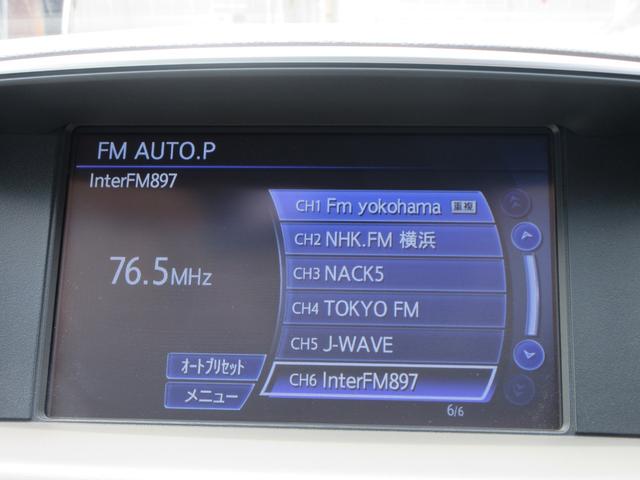 FM AUTO.P
InterFM897
76.5MHz
CH1 Fm yokohama 重複
CH2 NHK.FM 横浜
CH3 NACK5
CH4 TOKYO FM
CH5 J-WAVE
CH6 InterFM897
オートプリセット
メニュー
6/6